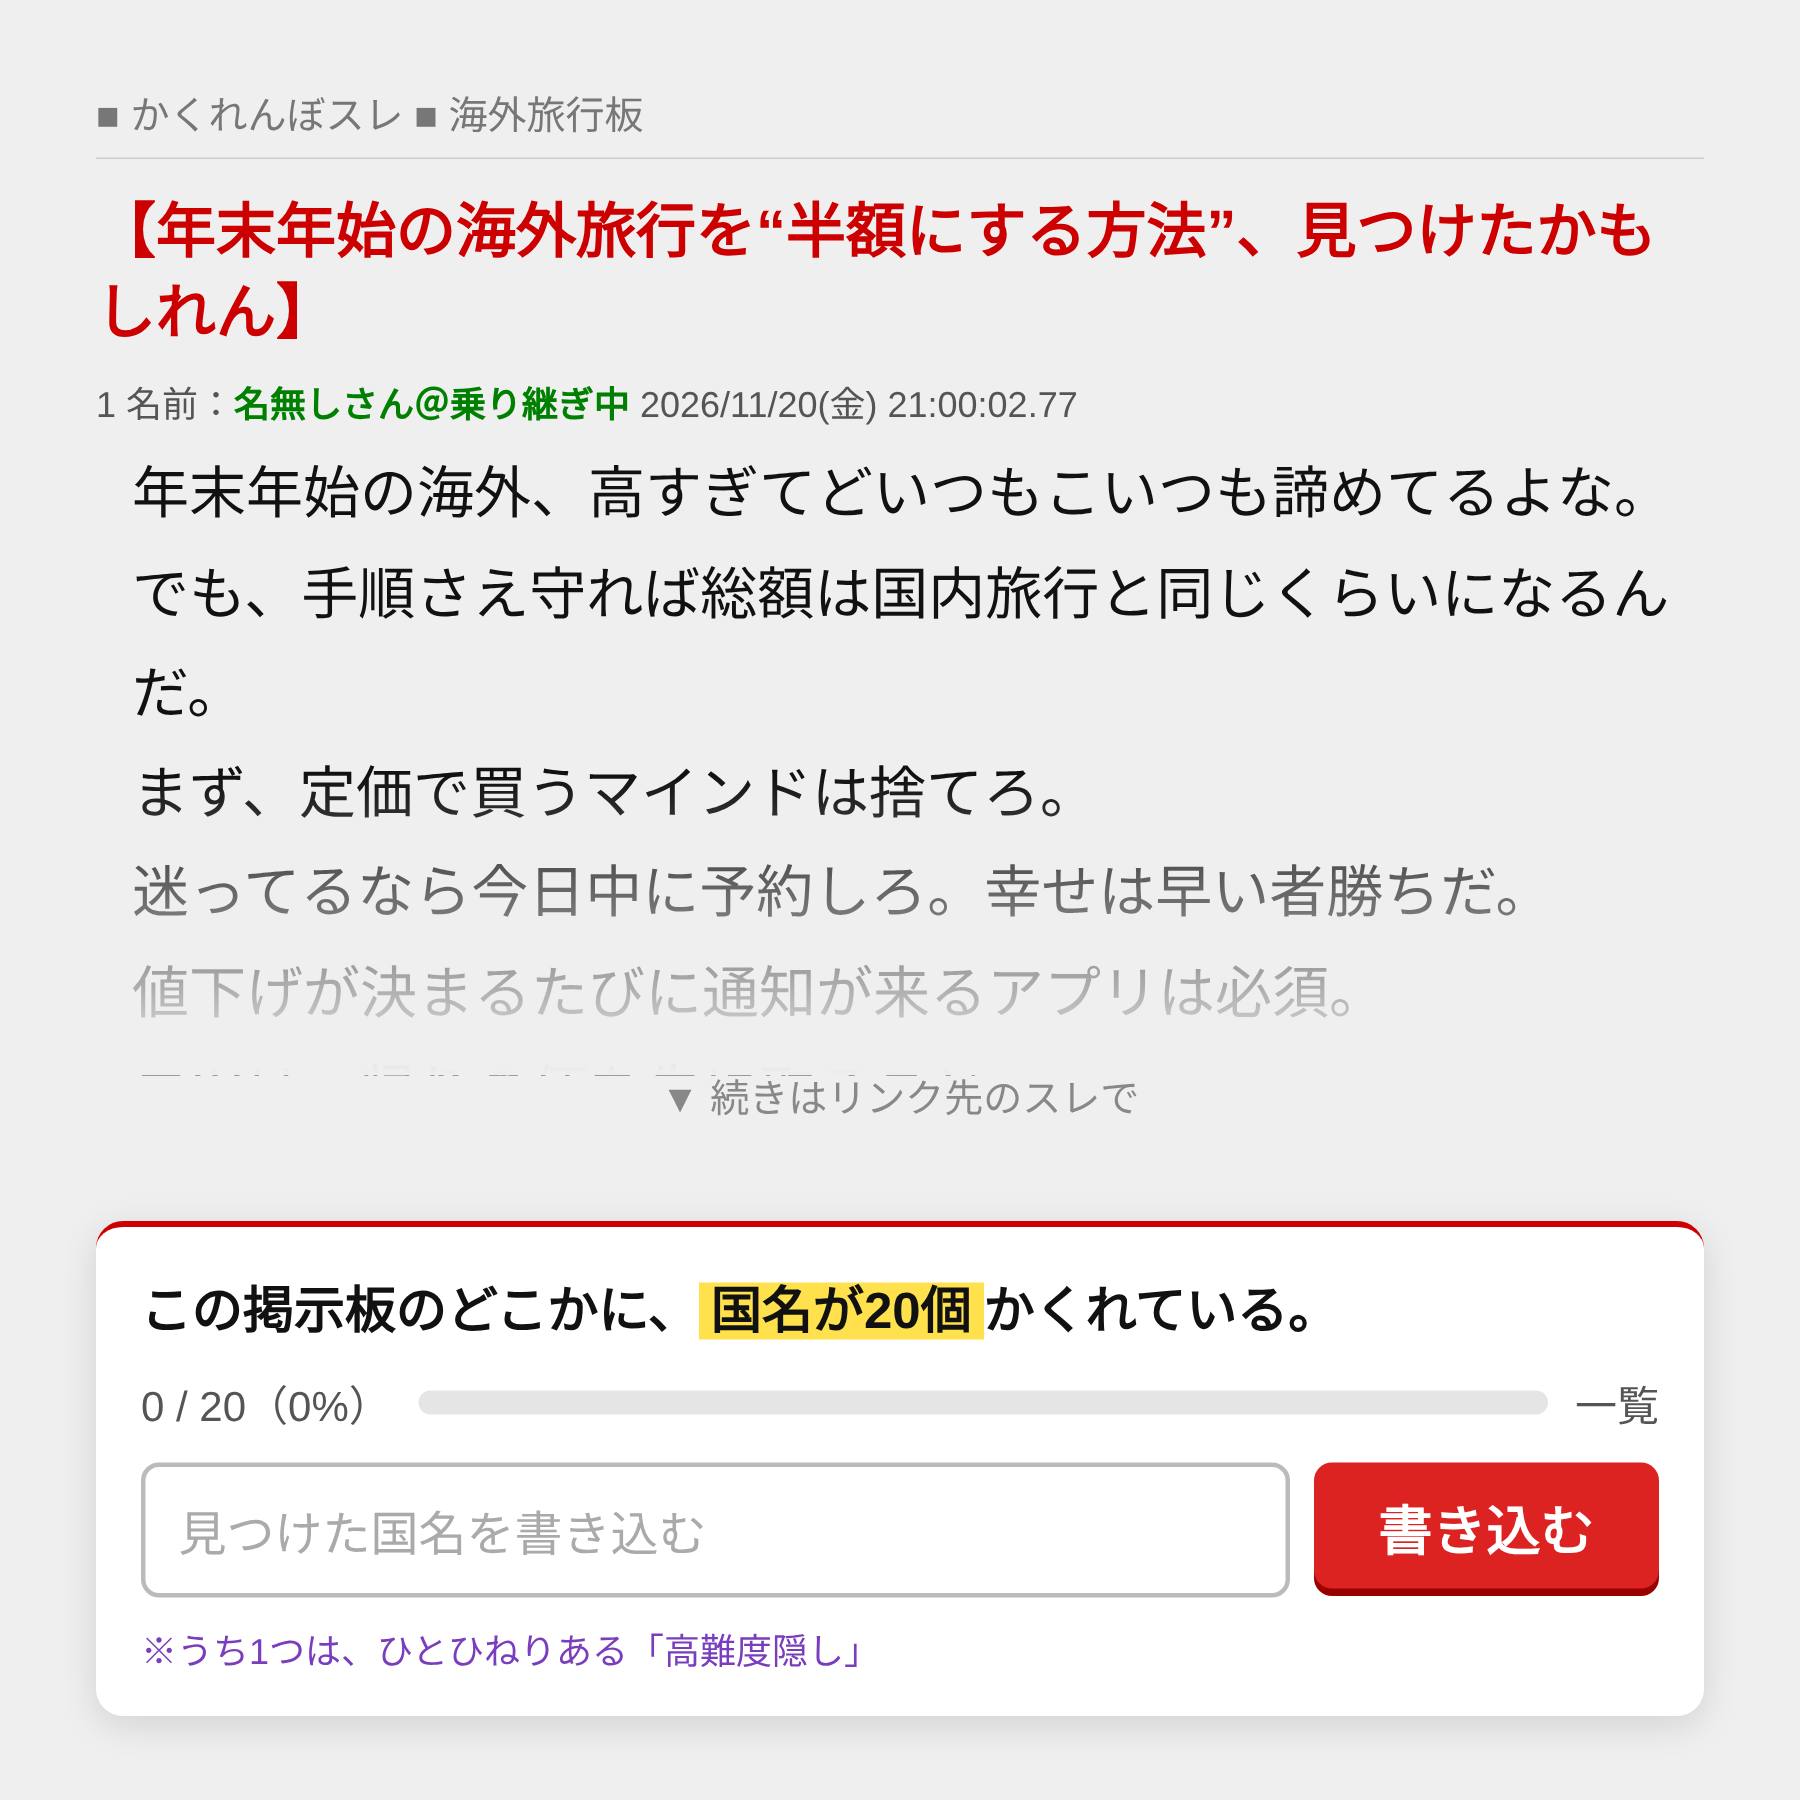 ■ かくれんぼスレ ■ 海外旅行板
【年末年始の海外旅行を“半額にする方法”、見つけたかも
しれん】
1 名前：名無しさん＠乗り継ぎ中 2026/11/20(金) 21:00:02.77
年末年始の海外、高すぎてどいつもこいつも諦めてるよな。
でも、手順さえ守れば総額は国内旅行と同じくらいになるん
だ。
まず、定価で買うマインドは捨てろ。
迷ってるなら今日中に予約しろ。幸せは早い者勝ちだ。
値下げが決まるたびに通知が来るアプリは必須。
▼ 続きはリンク先のスレで
この掲示板のどこかに、国名が20個かくれている。
0 / 20（0%） 一覧
見つけた国名を書き込む 書き込む
※うち1つは、ひとひねりある「高難度隠し」